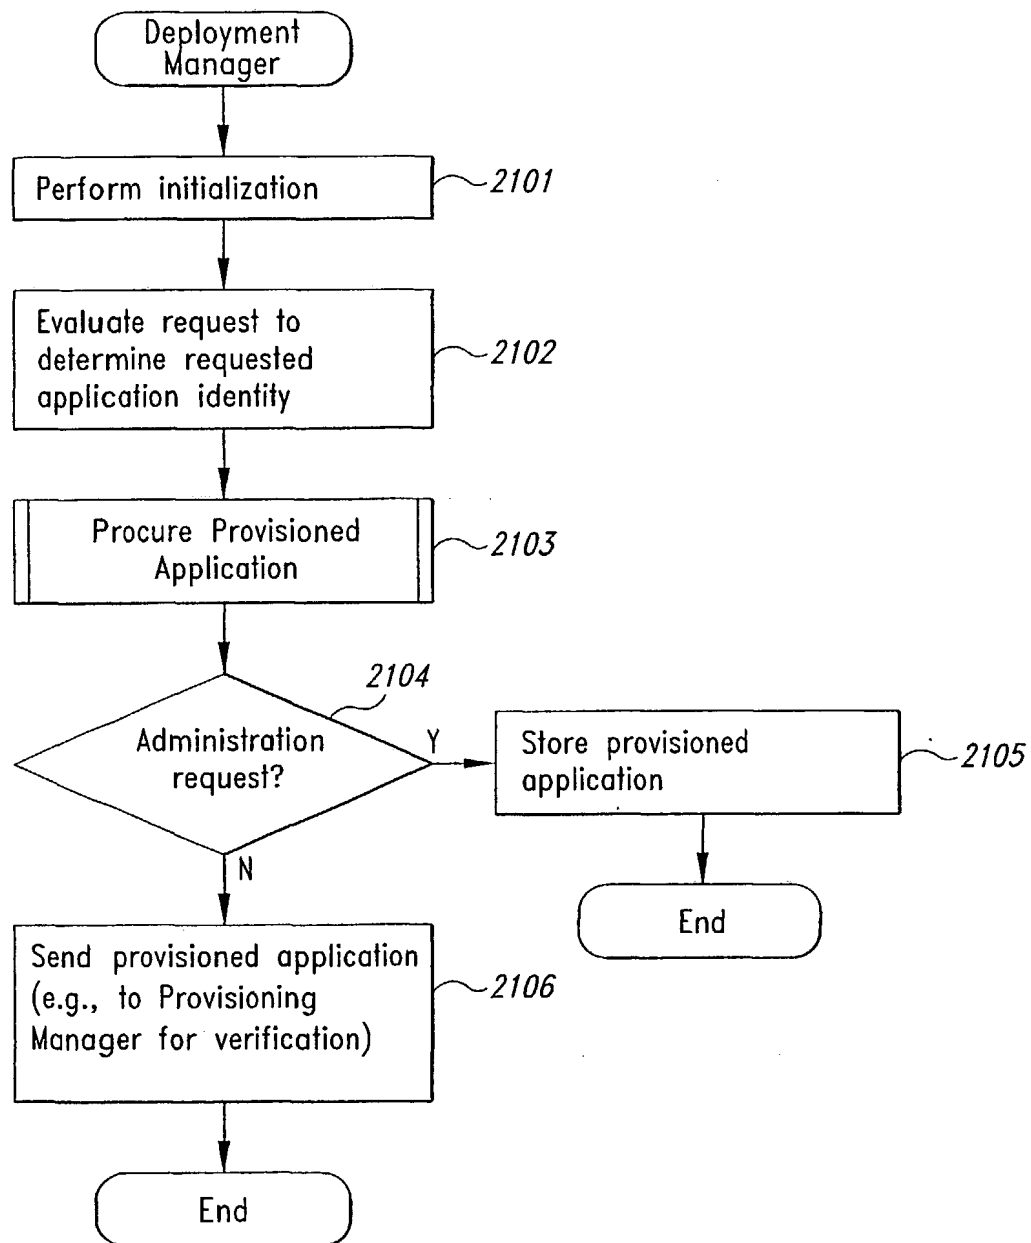 Deployment
Manager
Perform initialization
2101
Evaluate request to
determine requested
application identity
2102
Procure Provisioned
Application
2103
2104
Administration
request?
Y
Store provisioned
application
2105
N
End
Send provisioned application
(e.g., to Provisioning
Manager for verification)
2106
End